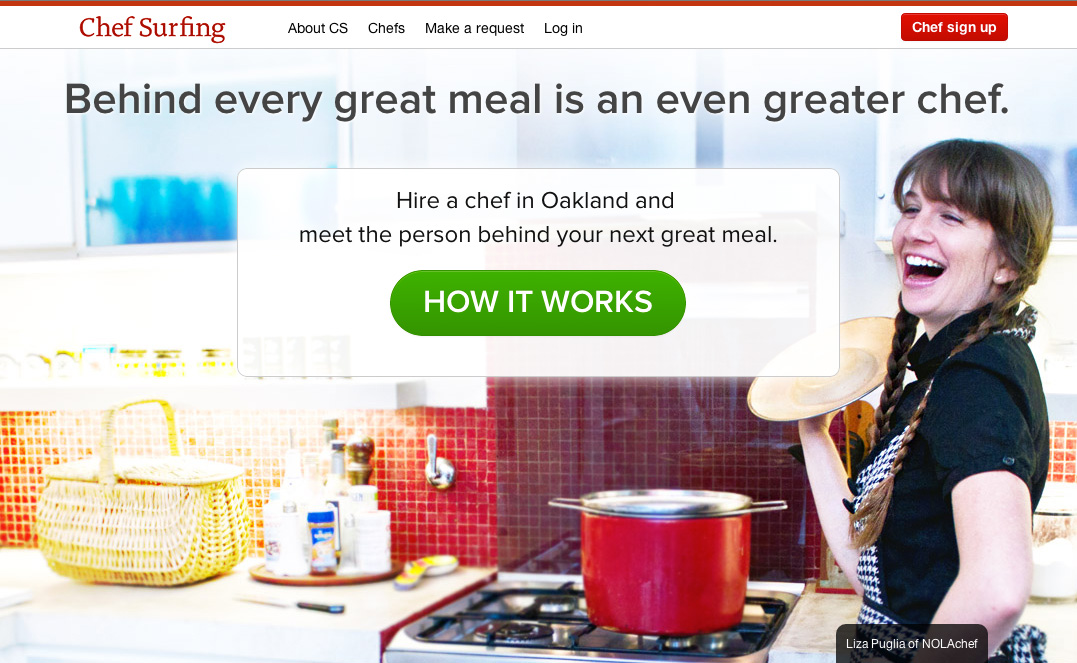 Chef Surfing
About CS
Chefs
Make a request
Log in
Chef sign up
Behind every great meal is an even greater chef.
Hire a chef in Oakland and
meet the person behind your next great meal.
HOW IT WORKS
Liza Puglia of NOLAchef